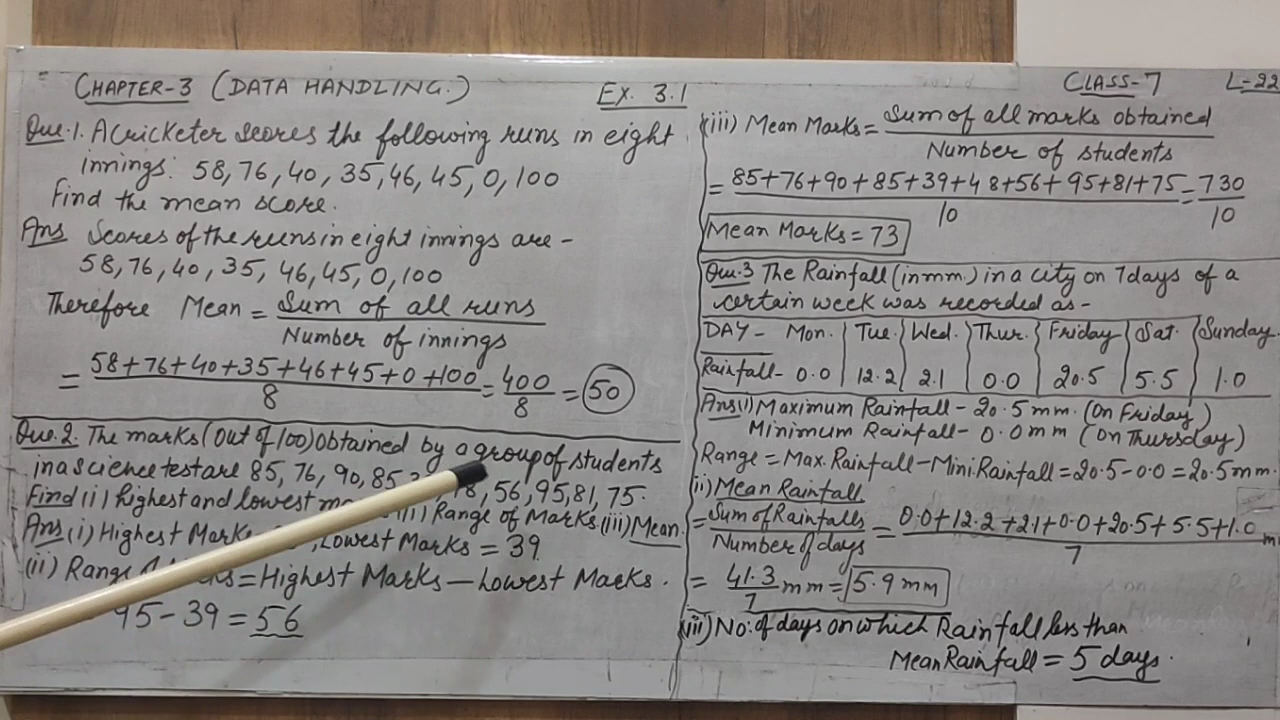 CHAPTER-3 (DATA HANDLING.)
EX. 3.1
CLASS-7
L-22
Que.1. A Cricketer scores the following runs in eight
innings: 58, 76, 40, 35, 46, 45, 0, 100
Find the mean score.
Ans Scores of the runs in eight innings are -
58, 76, 40, 35, 46, 45, 0, 100
Therefore Mean = Sum of all runs
Number of innings
= 58+76+40+35+46+45+0+100 = 400 = 50
8 8
Que.2. The marks (out of 100) obtained by a group of students
in a science test are 85, 76, 90, 85, 56, 95, 81, 75.
Find (i) highest and lowest Range of Marks (iii) Mean.
Ans (i) Highest Marks Lowest Marks = 39
(ii) Range = Highest Marks - Lowest Marks.
95 - 39 = 56
(iii) Mean Marks = Sum of all marks obtained
Number of students
= 85+76+90+85+39+48+56+95+81+75 = 730
10 10
Mean Marks = 73
Que.3 The Rainfall (in mm.) in a city on 7 days of a
certain week was recorded as -
DAY - Mon. Tue. Wed. Thur. Friday Sat. Sunday.
Rainfall - 0.0 12.2 2.1 0.0 20.5 5.5 1.0
Ans (i) Maximum Rainfall - 20.5 mm. (On Friday)
Minimum Rainfall - 0.0 mm (On Thursday)
Range = Max. Rainfall - Mini. Rainfall = 20.5 - 0.0 = 20.5 mm.
(ii) Mean Rainfall
= Sum of Rainfalls = 0.0+12.2+2.1+0.0+20.5+5.5+1.0
Number of days 7
= 41.3 mm = 5.9 mm
7
(iii) No. of days on which Rainfall less than
Mean Rainfall = 5 days.